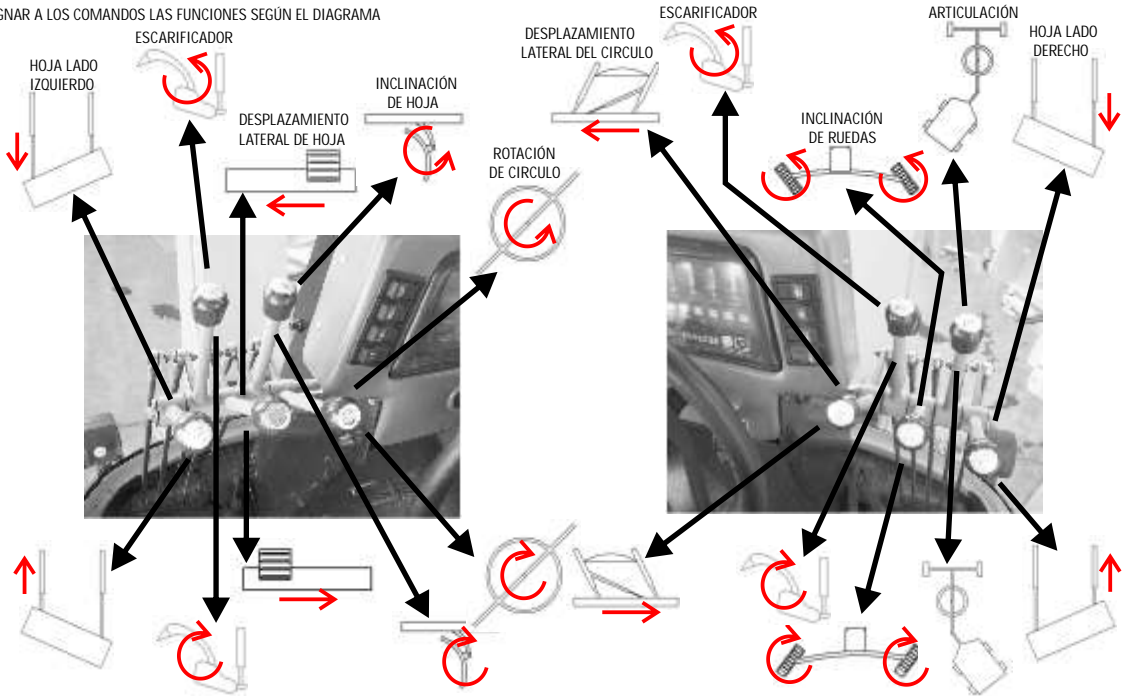 GNAR A LOS COMANDOS LAS FUNCIONES SEGÚN EL DIAGRAMA
HOJA LADO
IZQUIERDO
ESCARIFICADOR
DESPLAZAMIENTO
LATERAL DE HOJA
INCLINACIÓN
DE HOJA
ROTACIÓN
DE CIRCULO
DESPLAZAMIENTO
LATERAL DEL CIRCULO
ESCARIFICADOR
INCLINACIÓN
DE RUEDAS
ARTICULACIÓN
HOJA LADO
DERECHO